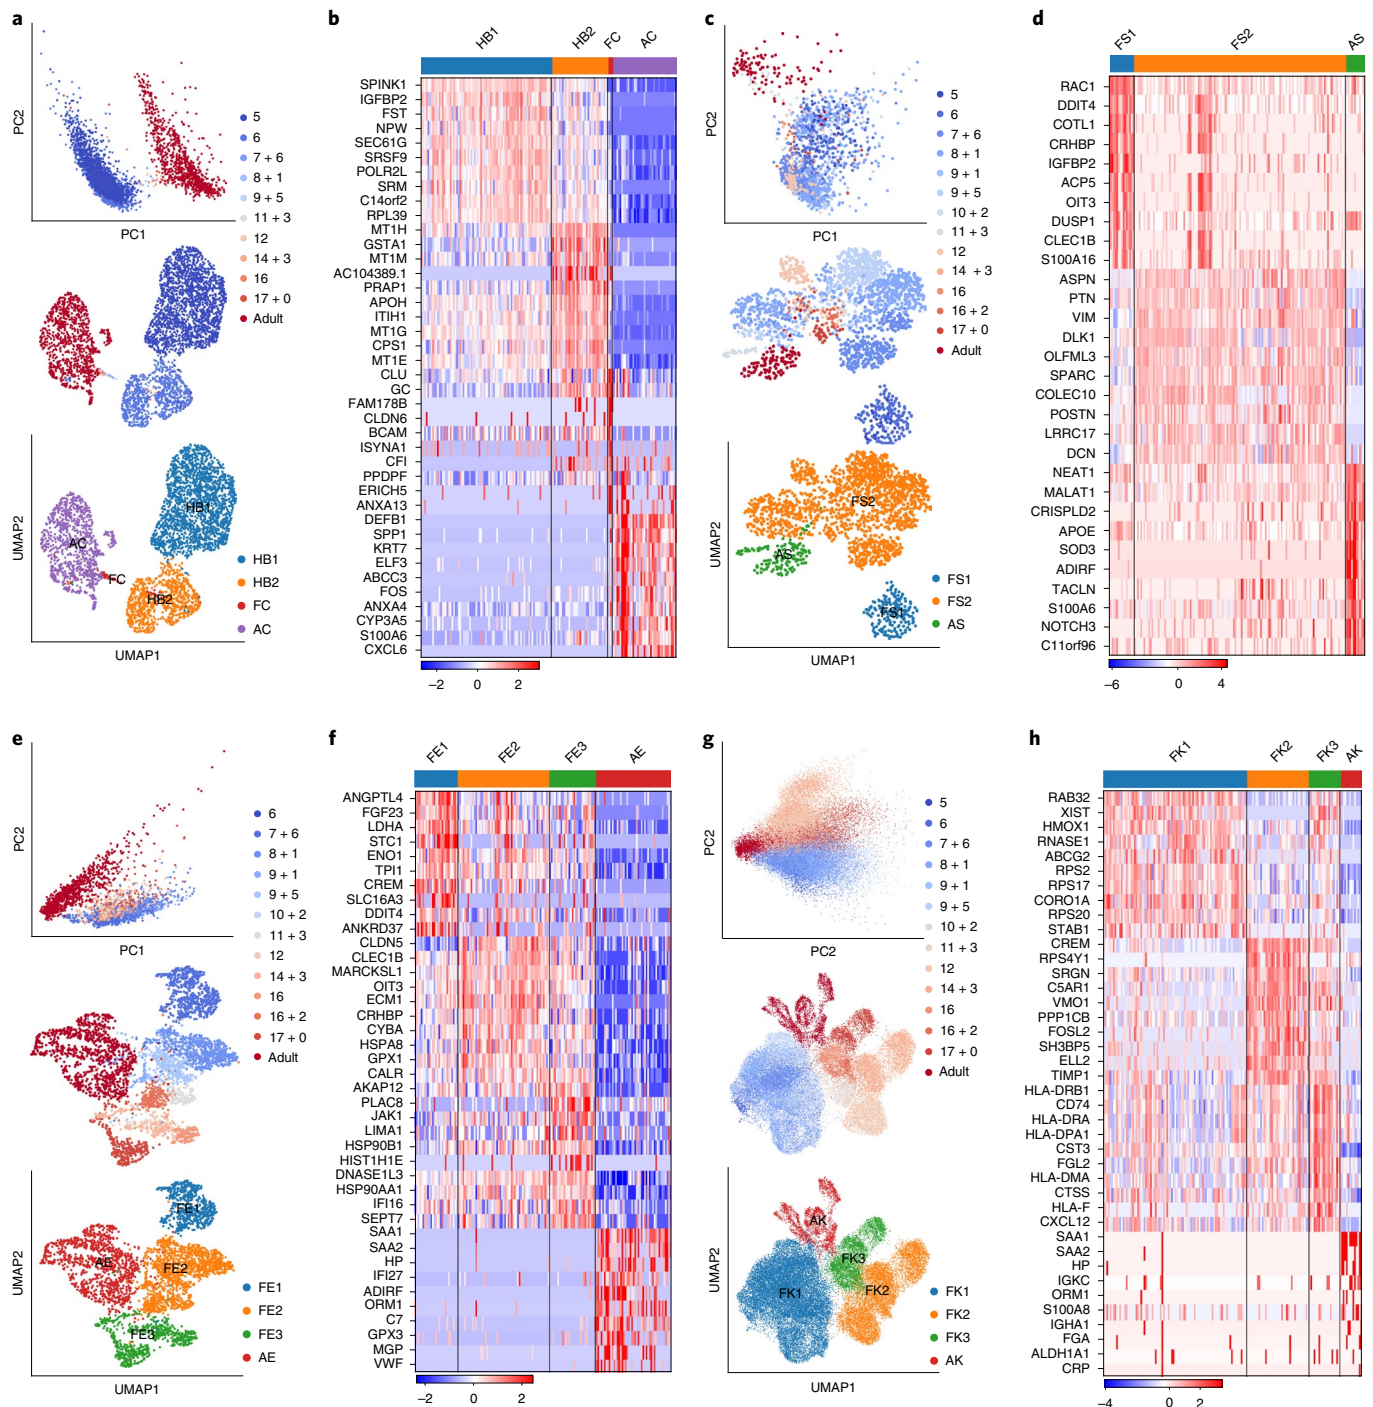 a
PC2
PC1
5
6
7 + 6
8 + 1
9 + 1
9 + 5
11 + 3
12
14 + 3
16
17 + 0
Adult
UMAP2
HB1
AC
FC
HB2
UMAP1
HB1
HB2
FC
AC
b
HB1
HB2
FC
AC
SPINK1
IGFBP2
FST
NPW
SEC61G
SRSF9
POLR2L
SRM
C14orf2
RPL39
MT1H
GSTA1
MT1M
AC104389.1
PRAP1
APOH
ITIH1
MT1G
CPS1
MT1E
CLU
GC
FAM178B
CLDN6
BCAM
ISYNA1
CFI
PPDPF
ERICH5
ANXA13
DEFB1
SPP1
KRT7
ELF3
ABCC3
FOS
ANXA4
CYP3A5
S100A6
CXCL6
–2
0
2
c
PC2
PC1
5
6
7 + 6
8 + 1
9 + 1
9 + 5
10 + 2
11 + 3
12
14 + 3
16
16 + 2
17 + 0
Adult
UMAP2
FS2
AS
FS1
UMAP1
FS1
FS2
AS
d
FS1
FS2
AS
RAC1
DDIT4
COTL1
CRHBP
IGFBP2
ACP5
OIT3
DUSP1
CLEC1B
S100A16
ASPN
PTN
VIM
DLK1
OLFML3
SPARC
COLEC10
POSTN
LRRC17
DCN
NEAT1
MALAT1
CRISPLD2
APOE
SOD3
ADIRF
TACLN
S100A6
NOTCH3
C11orf96
–6
0
4
e
PC2
PC1
6
7 + 6
8 + 1
9 + 1
9 + 5
10 + 2
11 + 3
12
14 + 3
16
16 + 2
17 + 0
Adult
UMAP2
FE1
AE
FE2
FE3
UMAP1
FE1
FE2
FE3
AE
f
FE1
FE2
FE3
AE
ANGPTL4
FGF23
LDHA
STC1
ENO1
TPI1
CREM
SLC16A3
DDIT4
ANKRD37
CLDN5
CLEC1B
MARCKSL1
OIT3
ECM1
CRHBP
CYBA
HSPA8
GPX1
CALR
AKAP12
PLAC8
JAK1
LIMA1
HSP90B1
HIST1H1E
DNASE1L3
HSP90AA1
IFI16
SEPT7
SAA1
SAA2
HP
IFI27
ADIRF
ORM1
C7
GPX3
MGP
VWF
–2
0
2
g
PC2
PC2
5
6
7 + 6
8 + 1
9 + 1
9 + 5
10 + 2
11 + 3
12
14 + 3
16
16 + 2
17 + 0
Adult
UMAP2
AK
FK3
FK1
FK2
UMAP1
FK1
FK2
FK3
AK
h
FK1
FK2
FK3
AK
RAB32
XIST
HMOX1
RNASE1
ABCG2
RPS2
RPS17
CORO1A
RPS20
STAB1
CREM
RPS4Y1
SRGN
C5AR1
VMO1
PPP1CB
FOSL2
SH3BP5
ELL2
TIMP1
HLA-DRB1
CD74
HLA-DRA
HLA-DPA1
CST3
FGL2
HLA-DMA
CTSS
HLA-F
CXCL12
SAA1
SAA2
HP
IGKC
ORM1
S100A8
IGHA1
FGA
ALDH1A1
CRP
–4
0
2